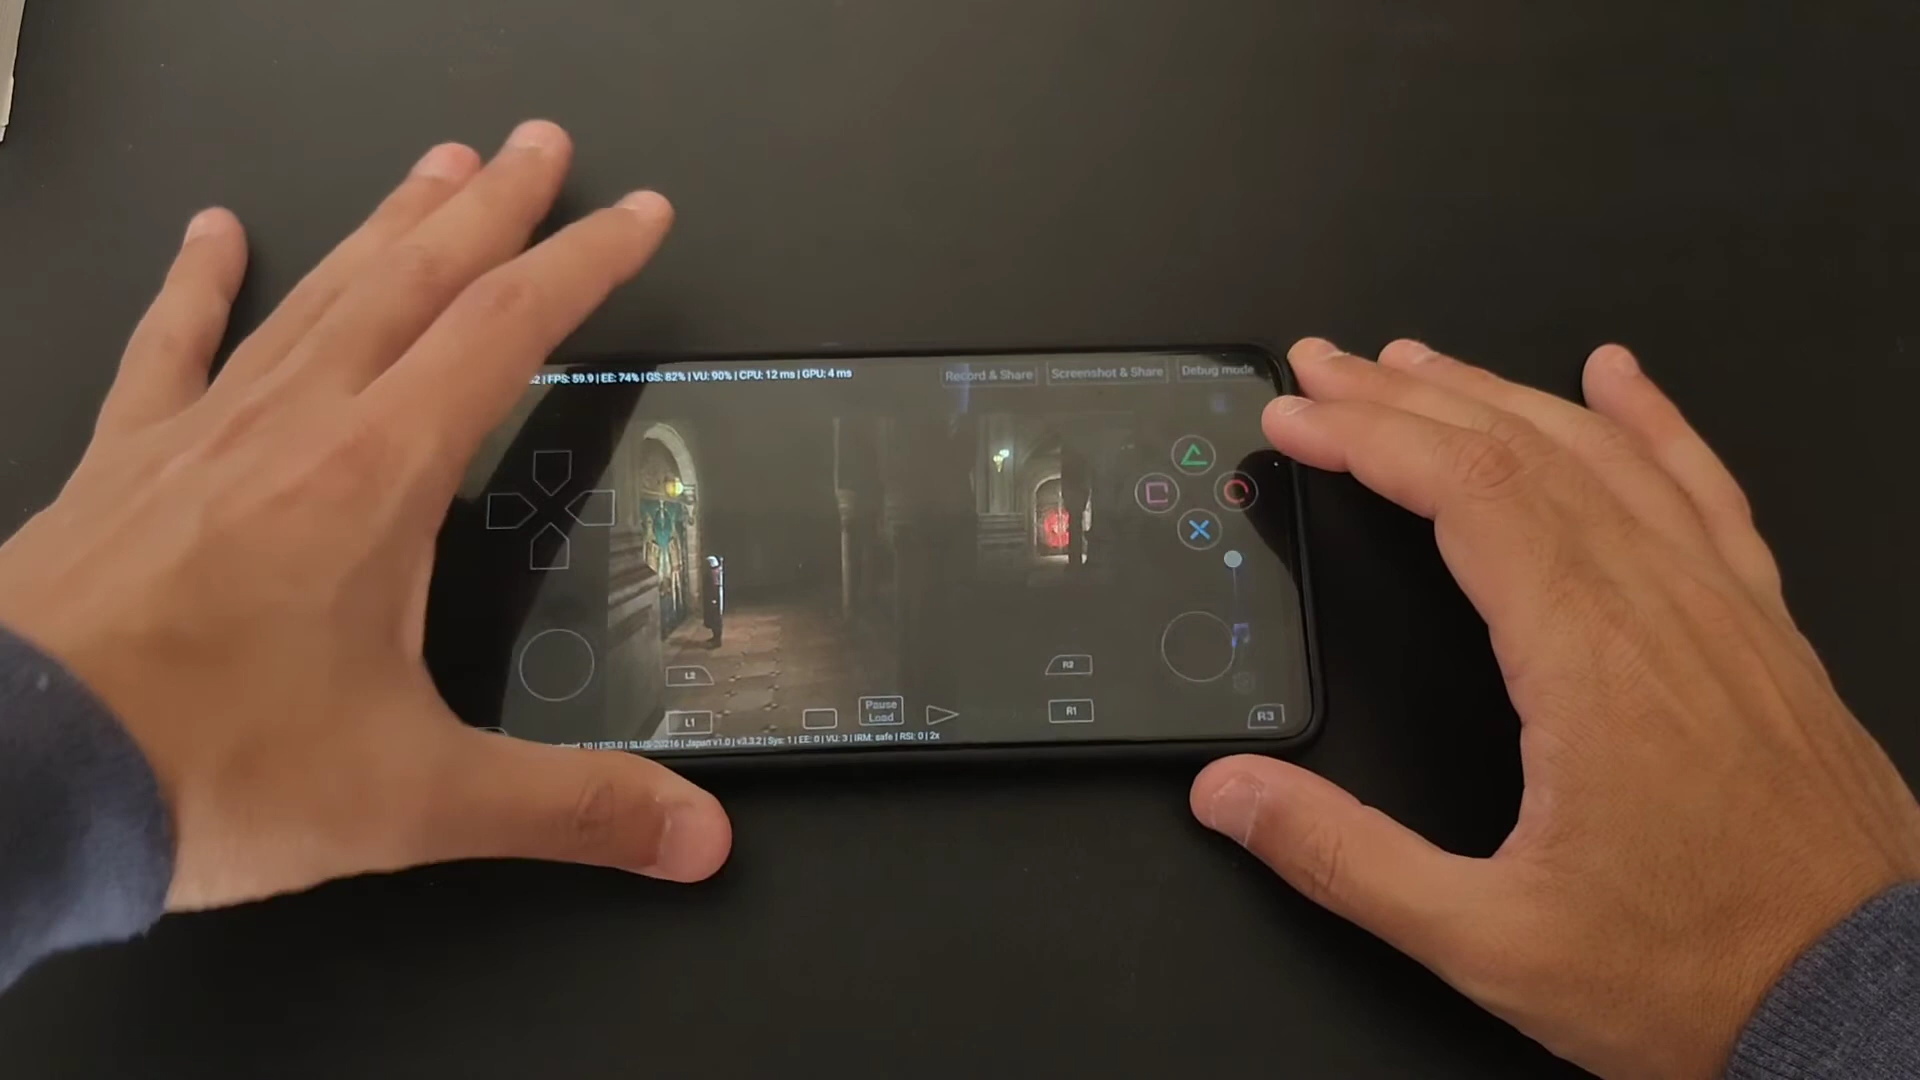 FPS: 59.9 | EE: 74% | GS: 82% | VU: 90% | CPU: 12 ms | GPU: 4 ms
Record & Share
Screenshot & Share
Debug mode
L2
R2
L1
Pause
Load
R1
R3
10 | ES3.0 | SLUS-20216 | Japan v1.0 | v3.3.2 | Sys: 1 | EE: 0 | VU: 3 | IRM: safe | RSI: 0 | 2x